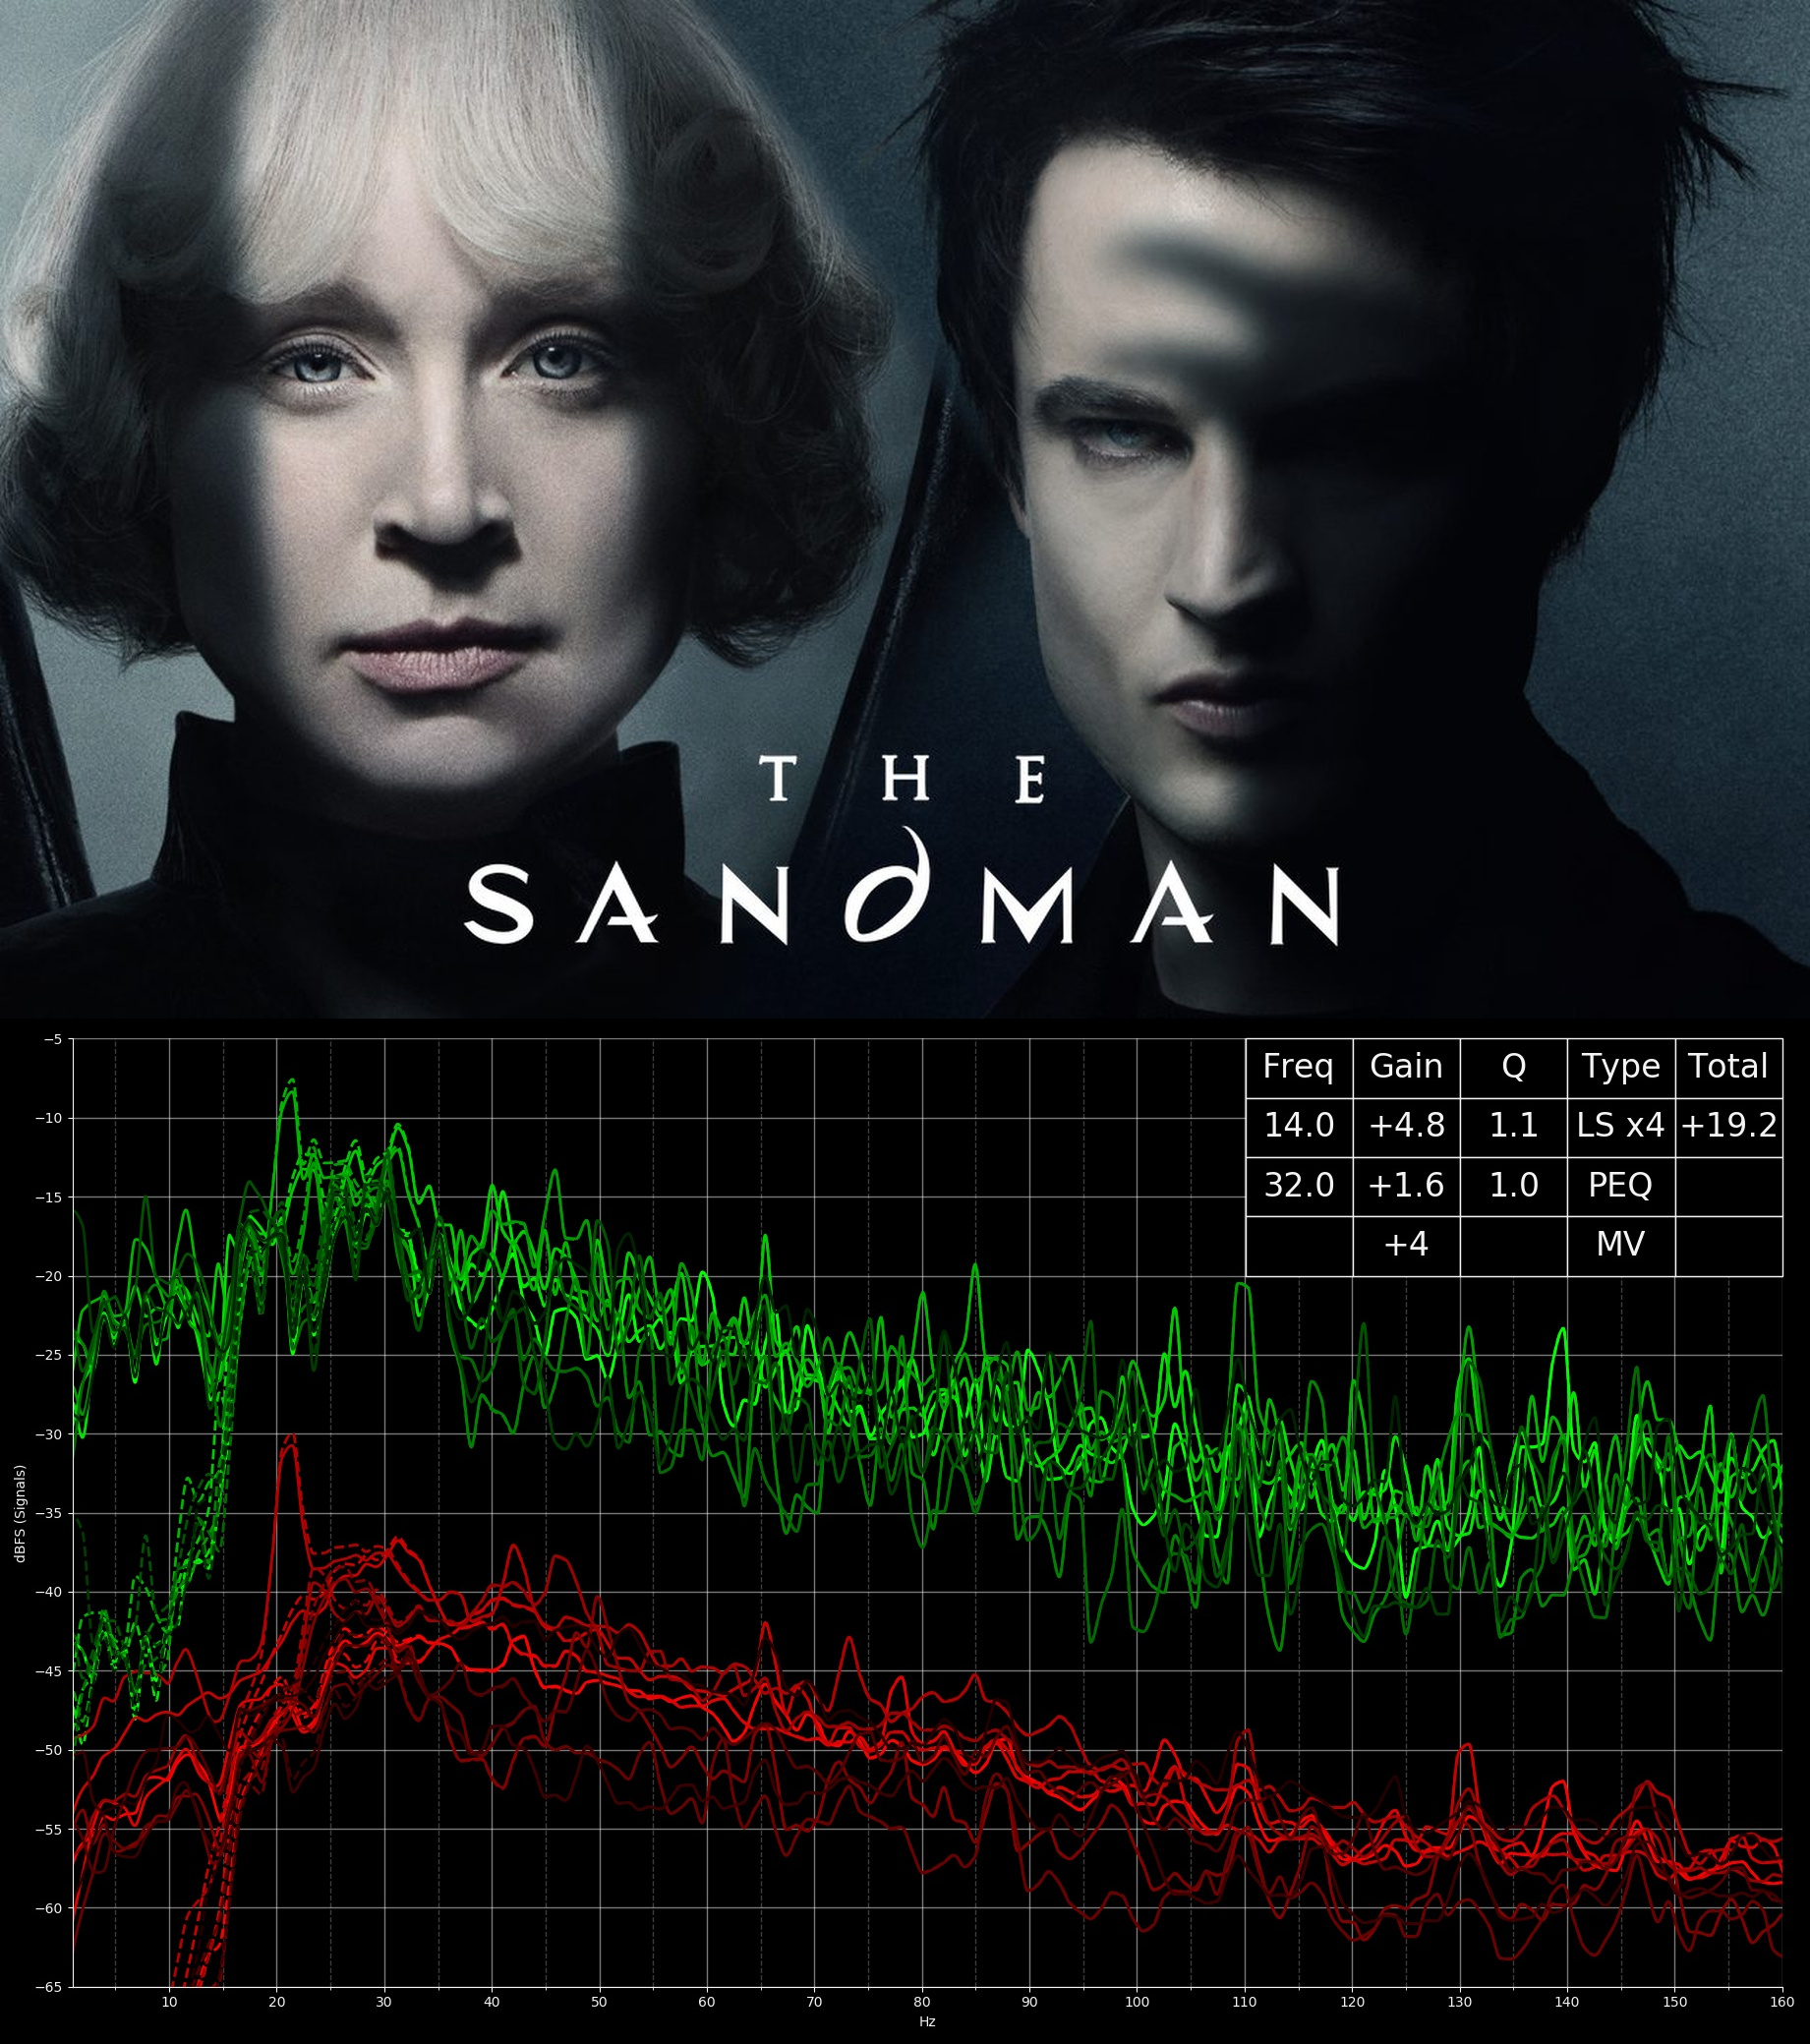 THE
SANDMAN
Freq Gain Q Type Total
14.0 +4.8 1.1 LS x4 +19.2
32.0 +1.6 1.0 PEQ
+4 MV
−5
−10
−15
−20
−25
−30
−35
−40
−45
−50
−55
−60
−65
dBFS (Signals)
10 20 30 40 50 60 70 80 90 100 110 120 130 140 150 160
Hz